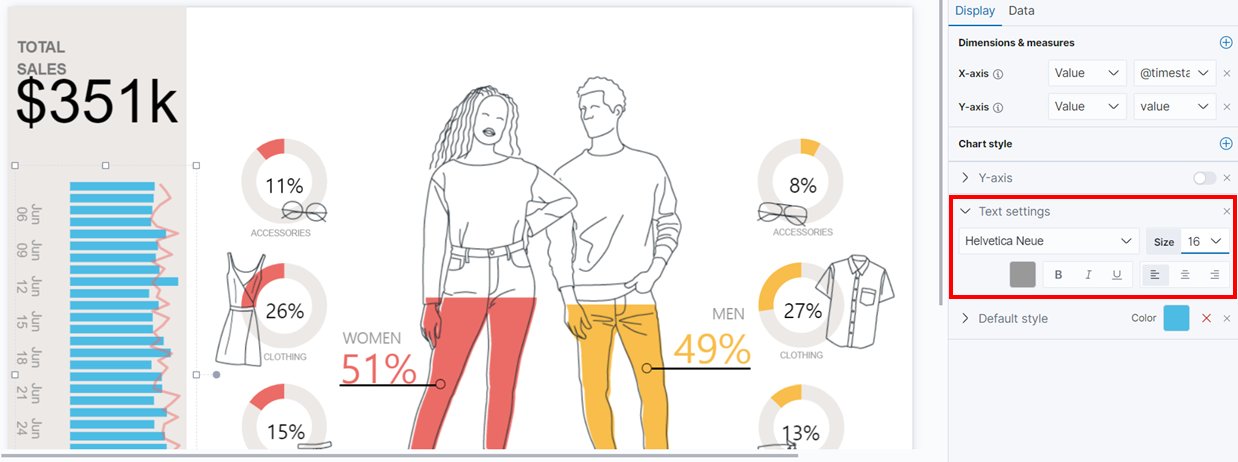 TOTAL
SALES
$351k
Jun 06
Jun 09
Jun 12
Jun 15
Jun 18
Jun 21
Jun 24
11%
ACCESSORIES
26%
CLOTHING
15%
WOMEN
51%
MEN
49%
8%
ACCESSORIES
27%
CLOTHING
13%
Display Data
Dimensions & measures
X-axis Value @timesta
Y-axis Value value
Chart style
Y-axis
Text settings
Helvetica Neue Size 16
B I U
Default style Color